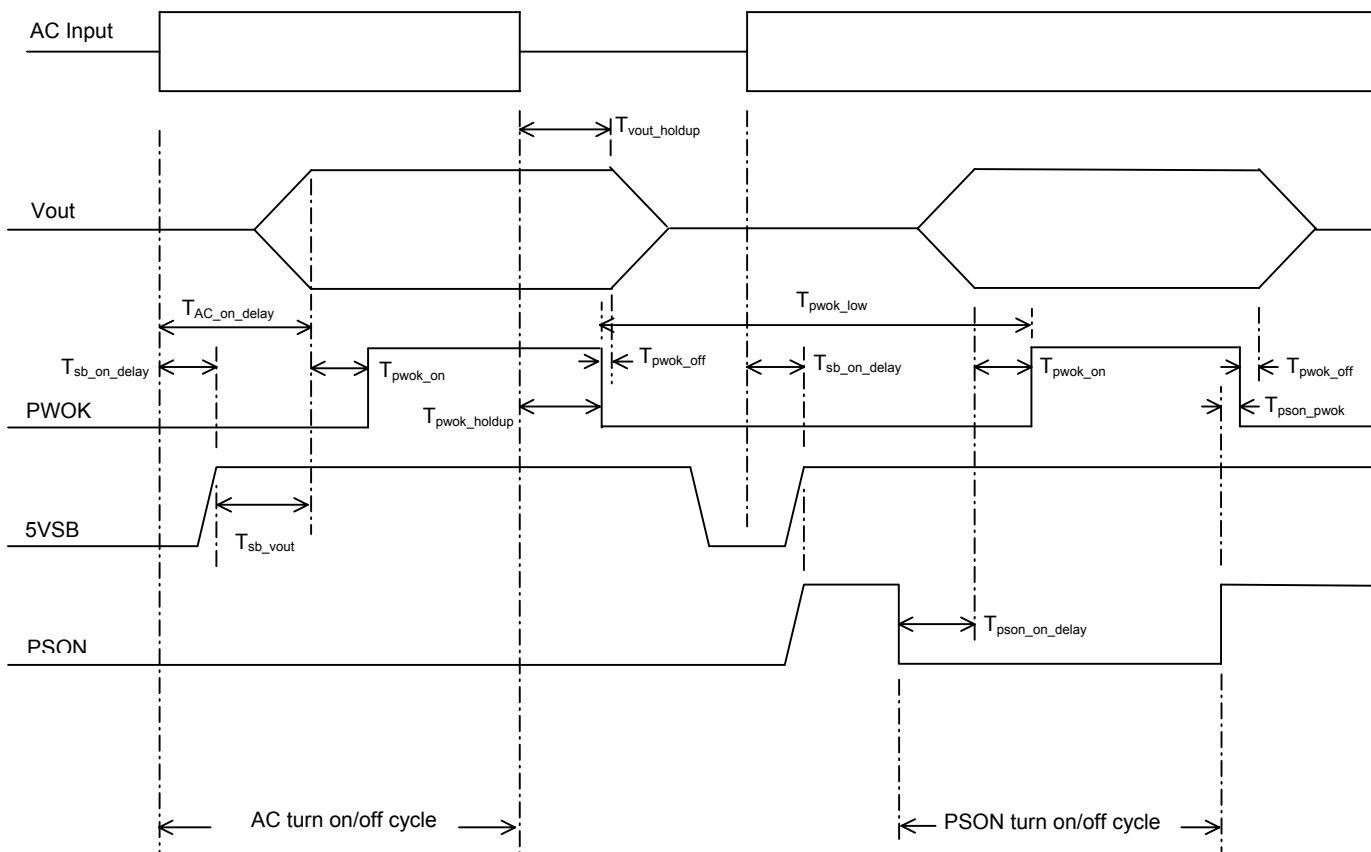 AC Input
T_vout_holdup
Vout
T_AC_on_delay
T_pwok_low
T_sb_on_delay
T_pwok_on
T_pwok_off
T_sb_on_delay
T_pwok_on
T_pwok_off
PWOK
T_pwok_holdup
T_pson_pwok
5VSB
T_sb_vout
PSON
T_pson_on_delay
AC turn on/off cycle
PSON turn on/off cycle